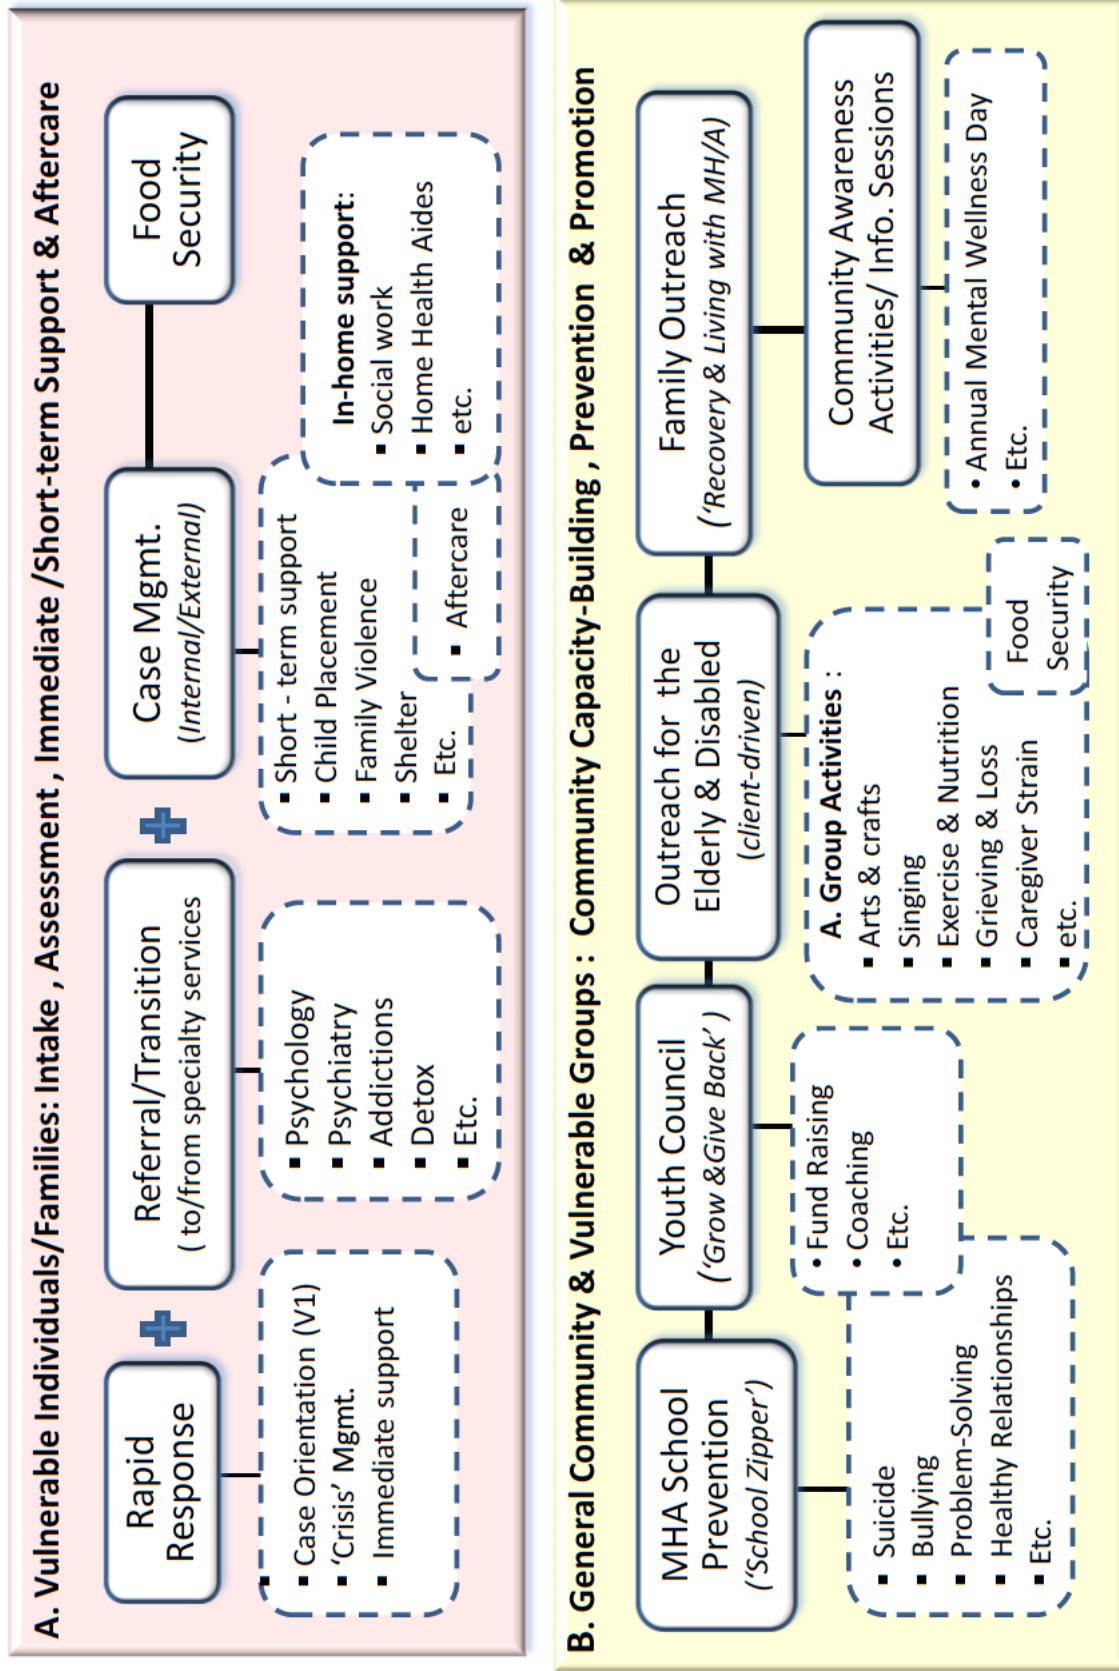 A. Vulnerable Individuals/Families: Intake , Assessment , Immediate /Short-term Support & Aftercare
Rapid
Response
▪
▪ Case Orientation (V1)
▪ ‘Crisis’ Mgmt.
▪ Immediate support
Referral/Transition
( to/from specialty services
▪ Psychology
▪ Psychiatry
▪ Addictions
▪ Detox
▪ Etc.
Case Mgmt.
(Internal/External)
▪ Short - term support
▪ Child Placement
▪ Family Violence
▪ Shelter
▪ Etc.
▪ Aftercare
Food
Security
In-home support:
▪ Social work
▪ Home Health Aides
▪ etc.
B. General Community & Vulnerable Groups : Community Capacity-Building , Prevention & Promotion
MHA School
Prevention
(‘School Zipper’)
▪ Suicide
▪ Bullying
▪ Problem-Solving
▪ Healthy Relationships
▪ Etc.
Youth Council
(‘Grow &Give Back’ )
• Fund Raising
• Coaching
• Etc.
Outreach for the
Elderly & Disabled
(client-driven)
A. Group Activities :
▪ Arts & crafts
▪ Singing
▪ Exercise & Nutrition
▪ Grieving & Loss
▪ Caregiver Strain
▪ etc.
Food
Security
Family Outreach
(‘Recovery & Living with MH/A)
Community Awareness
Activities/ Info. Sessions
• Annual Mental Wellness Day
• Etc.